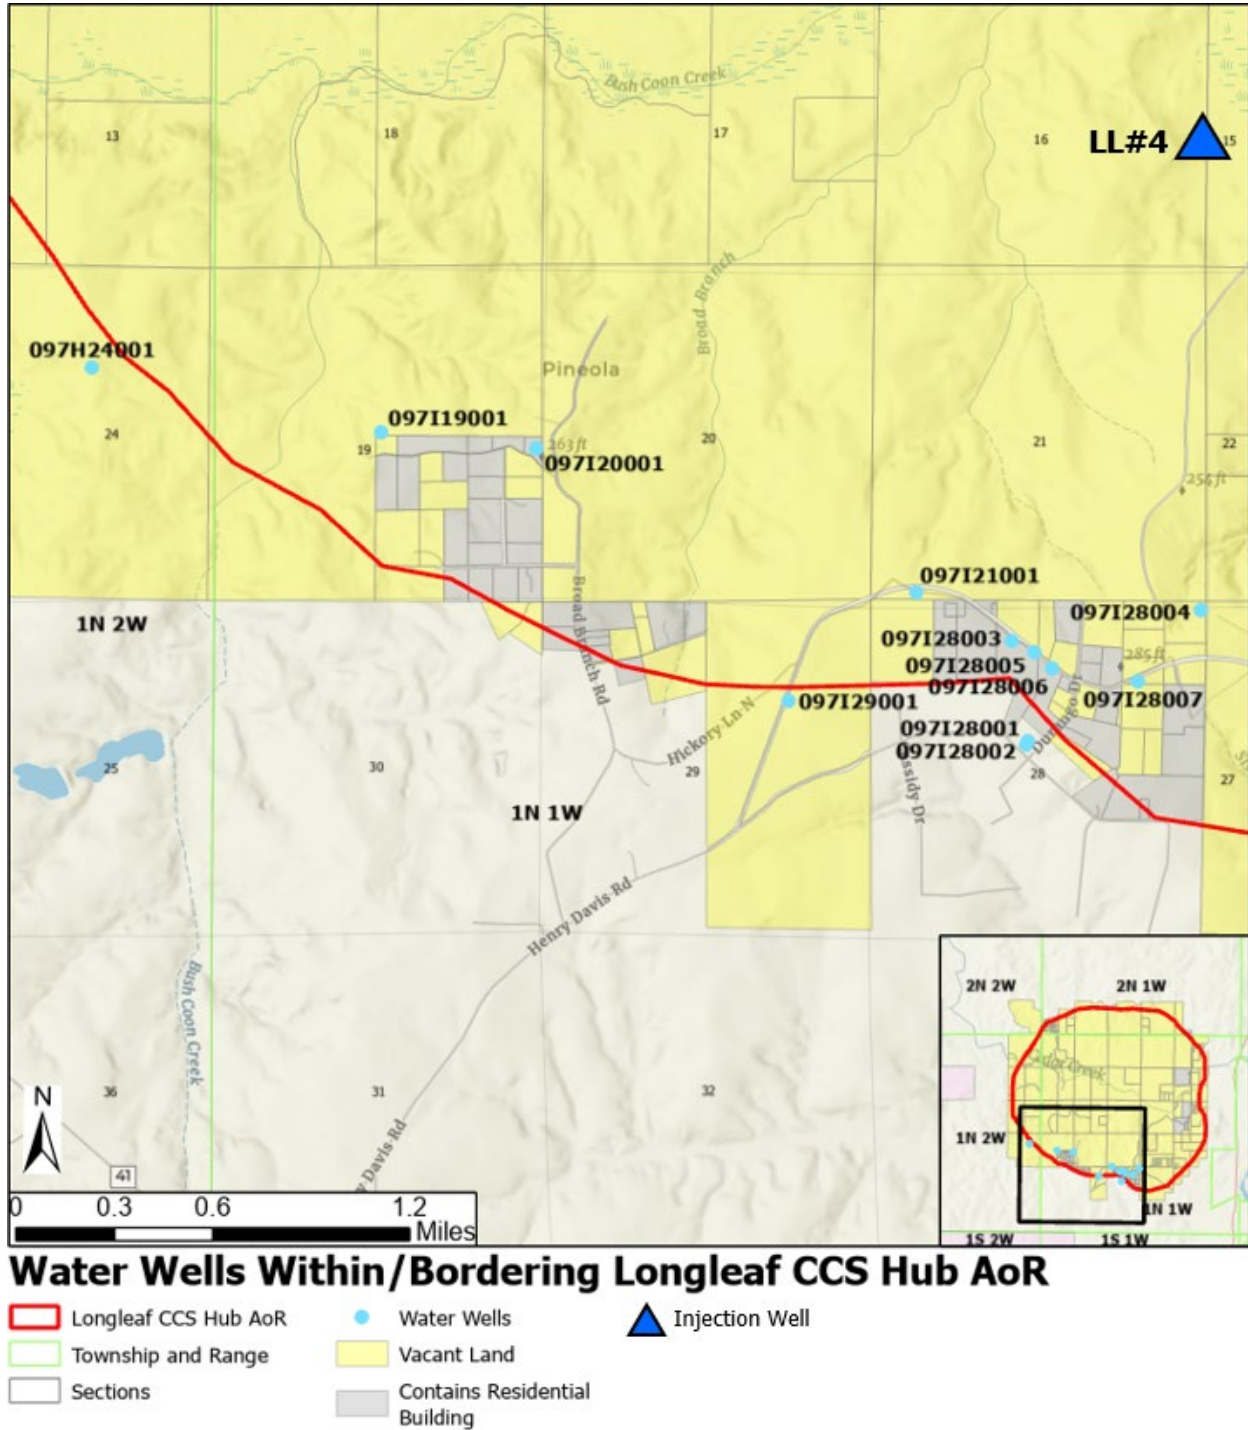 Bush Coon Creek
13
18
17
16
LL#4
15
Broad Branch
097H24001
Pineola
24
097I19001
19
263 ft
097I20001
20
21
22
254 ft
097I21001
1N 2W
097I28004
097I28003
Broad Branch Rd
097I28005
285 ft
097I28006
097I28007
Hickory Ln N
097I29001
Durango Dr
097I28001
097I28002
25
30
29
28
27
1N 1W
Henry Davis Rd
Bush Coon Creek
36
31
32
y-Davis Rd
41
N
0 0.3 0.6 1.2
Miles
2N 2W
2N 1W
Creek
1N 2W
1N 1W
1S 2W
1S 1W
Water Wells Within/Bordering Longleaf CCS Hub AoR
Longleaf CCS Hub AoR
Water Wells
Injection Well
Township and Range
Vacant Land
Sections
Contains Residential
Building